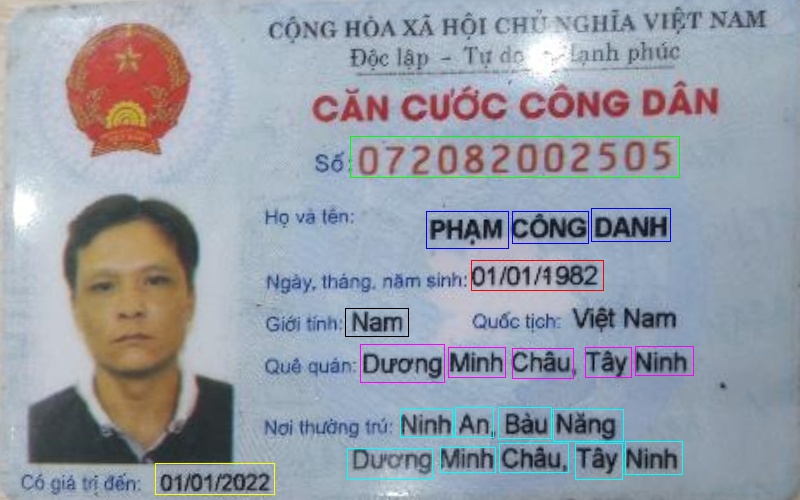 CỘNG HÒA XÃ HỘI CHỦ NGHĨA VIỆT NAM
Độc lập - Tự do Hạnh phúc
CĂN CƯỚC CÔNG DÂN
Số: 072082002505
Họ và tên: PHẠM CÔNG DANH
Ngày, tháng, năm sinh: 01/01/1982
Giới tính: Nam Quốc tịch: Việt Nam
Quê quán: Dương Minh Châu, Tây Ninh
Nơi thường trú: Ninh An, Bàu Năng
Dương Minh Châu, Tây Ninh
Có giá trị đến: 01/01/2022